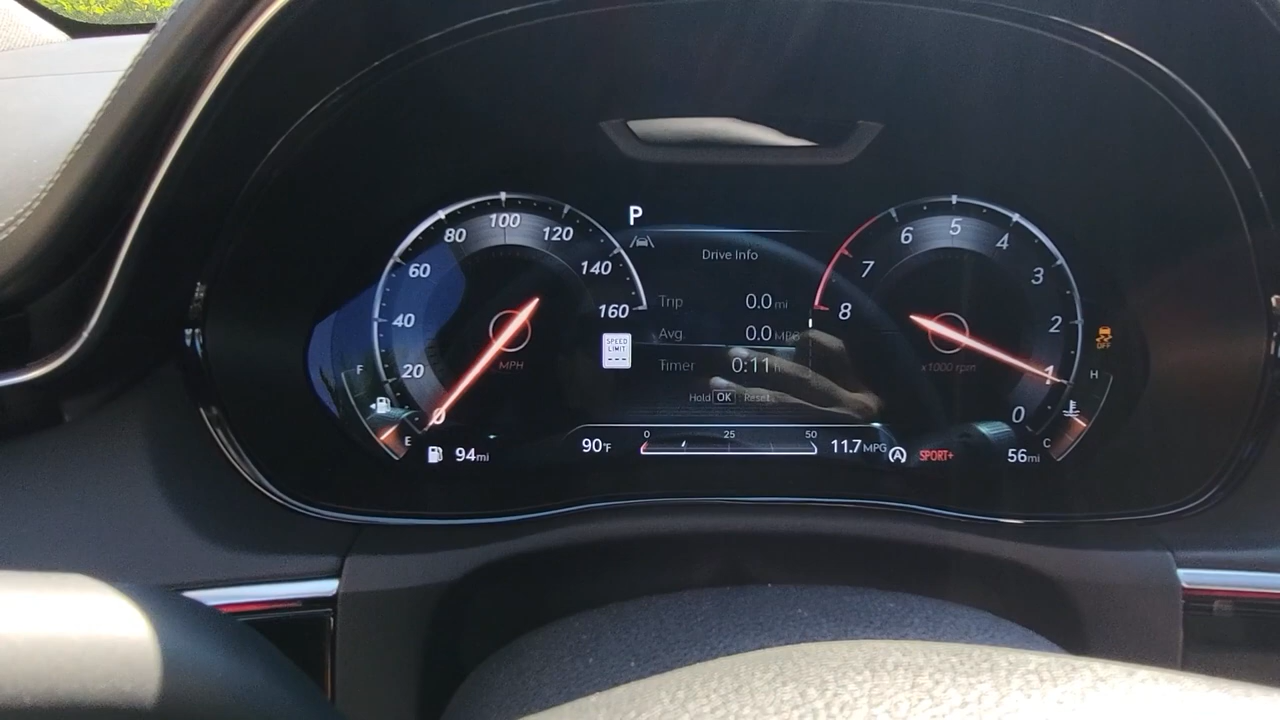 P
Drive Info
Trip 0.0 mi
Avg. 0.0 MPG
Timer 0:11
Hold OK Reset
0 20 40 60 80 100 120 140 160
MPH
SPEED LIMIT
---
F
E
94mi
90°F
0 25 50
11.7 MPG
A
SPORT+
56mi
8 7 6 5 4 3 2 1 0
x1000 rpm
OFF
H
C